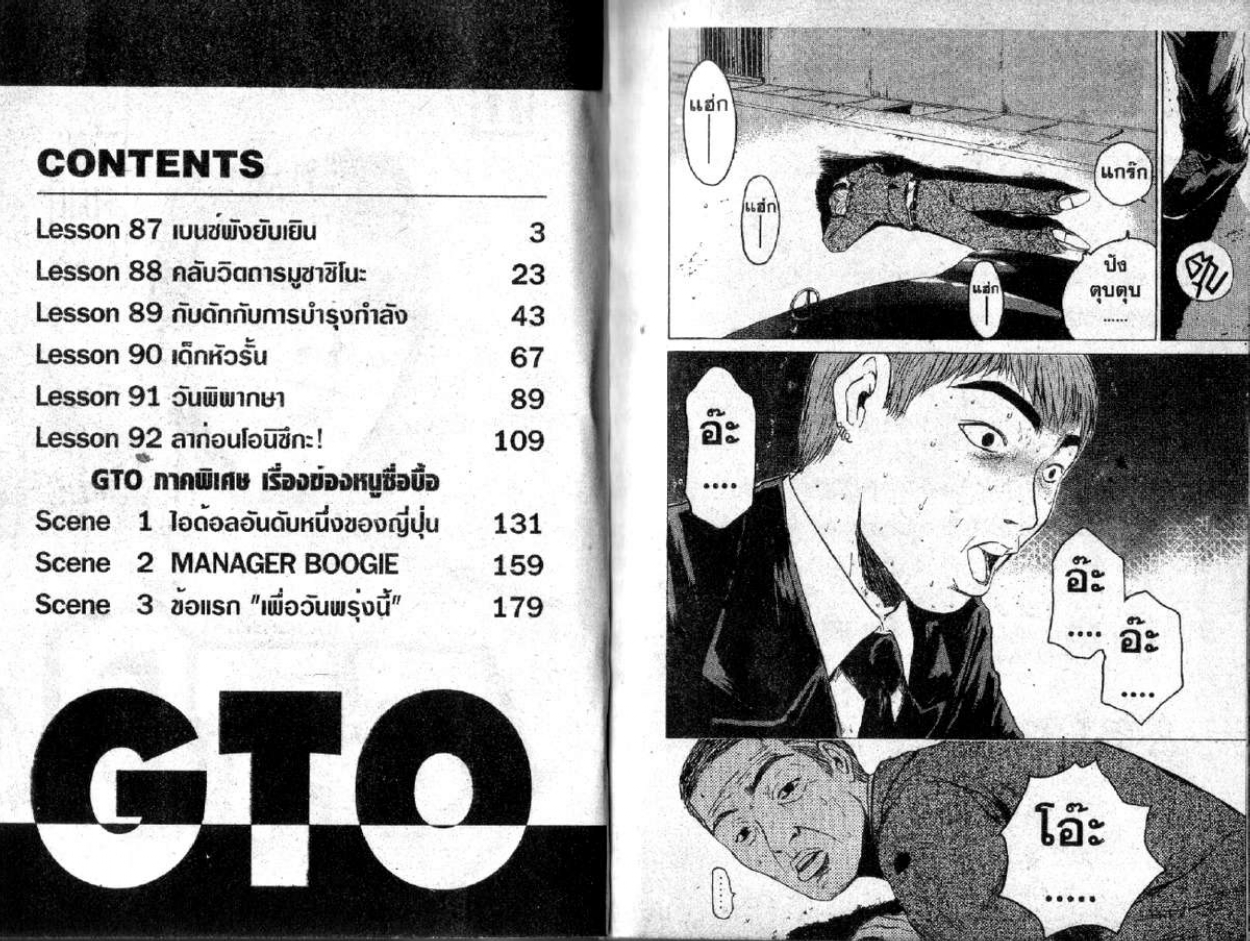 CONTENTS
Lesson 87 เบนซ์พังยับเยิน 3
Lesson 88 คลับวิตถารมูซาชิโนะ 23
Lesson 89 กับดักกับการบำรุงกำลัง 43
Lesson 90 เด็กหัวรั้น 67
Lesson 91 วันพิพากษา 89
Lesson 92 ลาก่อนโอนิซึกะ! 109
GTO ภาคพิเศษ เรื่องของหนูซื่อบื้อ
Scene 1 ไอด้อลอันดับหนึ่งของญี่ปุ่น 131
Scene 2 MANAGER BOOGIE 159
Scene 3 ข้อแรก "เพื่อวันพรุ่งนี้" 179
GTO
แฮ่ก
แฮ่ก
แกร๊ก
ปัง
ตุบตุบ
......
แฮ่ก
ตุบ
อ๊ะ
....
อ๊ะ
....
อ๊ะ
....
โอ๊ะ
.....
......